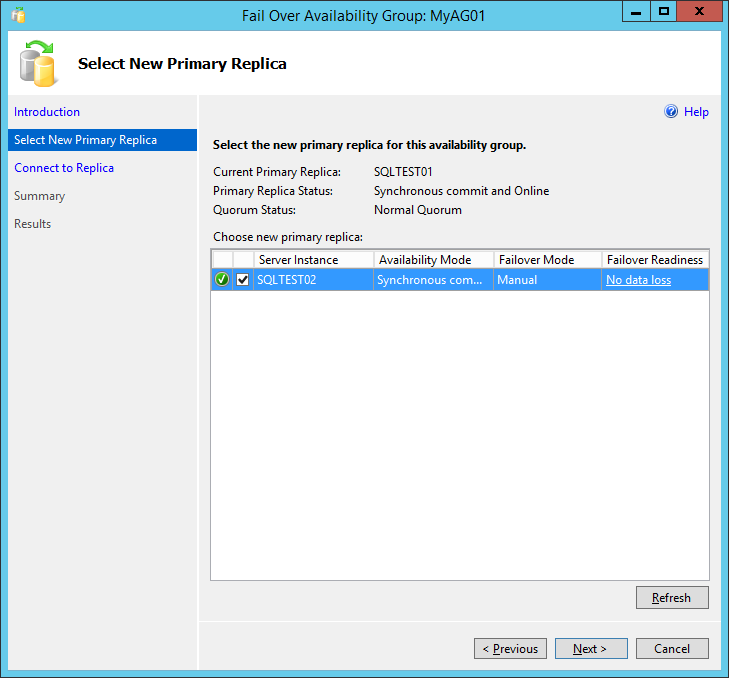 Fail Over Availability Group: MyAG01
Select New Primary Replica
Introduction
Select New Primary Replica
Connect to Replica
Summary
Results
Help
Select the new primary replica for this availability group.
Current Primary Replica: SQLTEST01
Primary Replica Status: Synchronous commit and Online
Quorum Status: Normal Quorum
Choose new primary replica:
Server Instance Availability Mode Failover Mode Failover Readiness
SQLTEST02 Synchronous com... Manual No data loss
Refresh
< Previous Next > Cancel